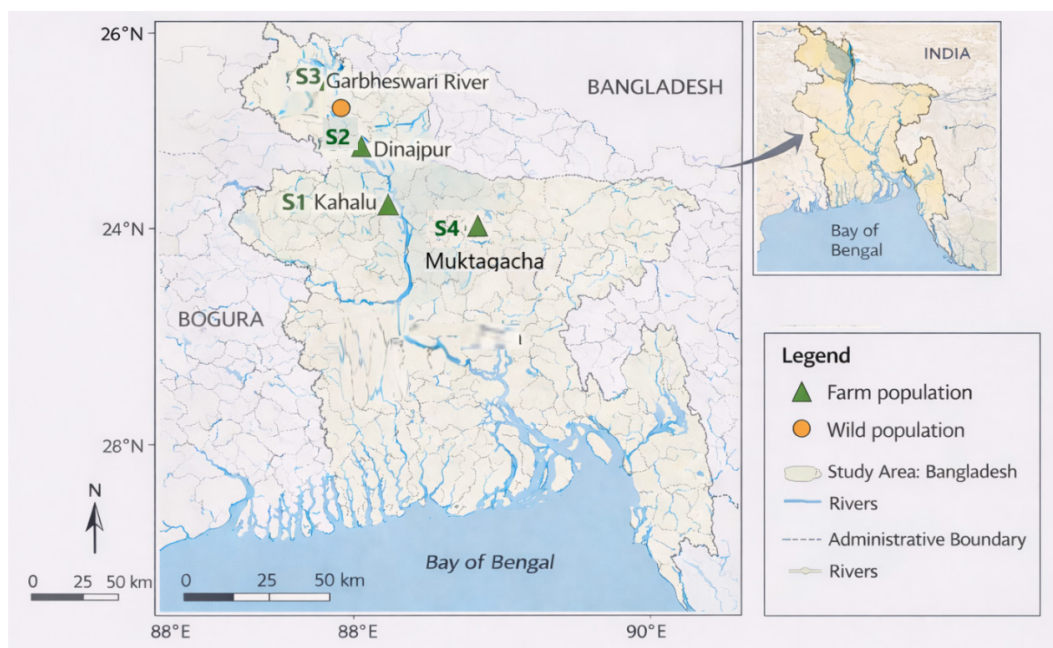 26°N
S3 Garbheswari River
BANGLADESH
INDIA
S2
Dinajpur
S1 Kahalu
24°N
S4
Muktagacha
Bay of
Bengal
BOGURA
Legend
Farm population
Wild population
Study Area: Bangladesh
Rivers
Administrative Boundary
Rivers
28°N
N
Bay of Bengal
0 25 50 km
0 25 50 km
88°E 88°E 90°E